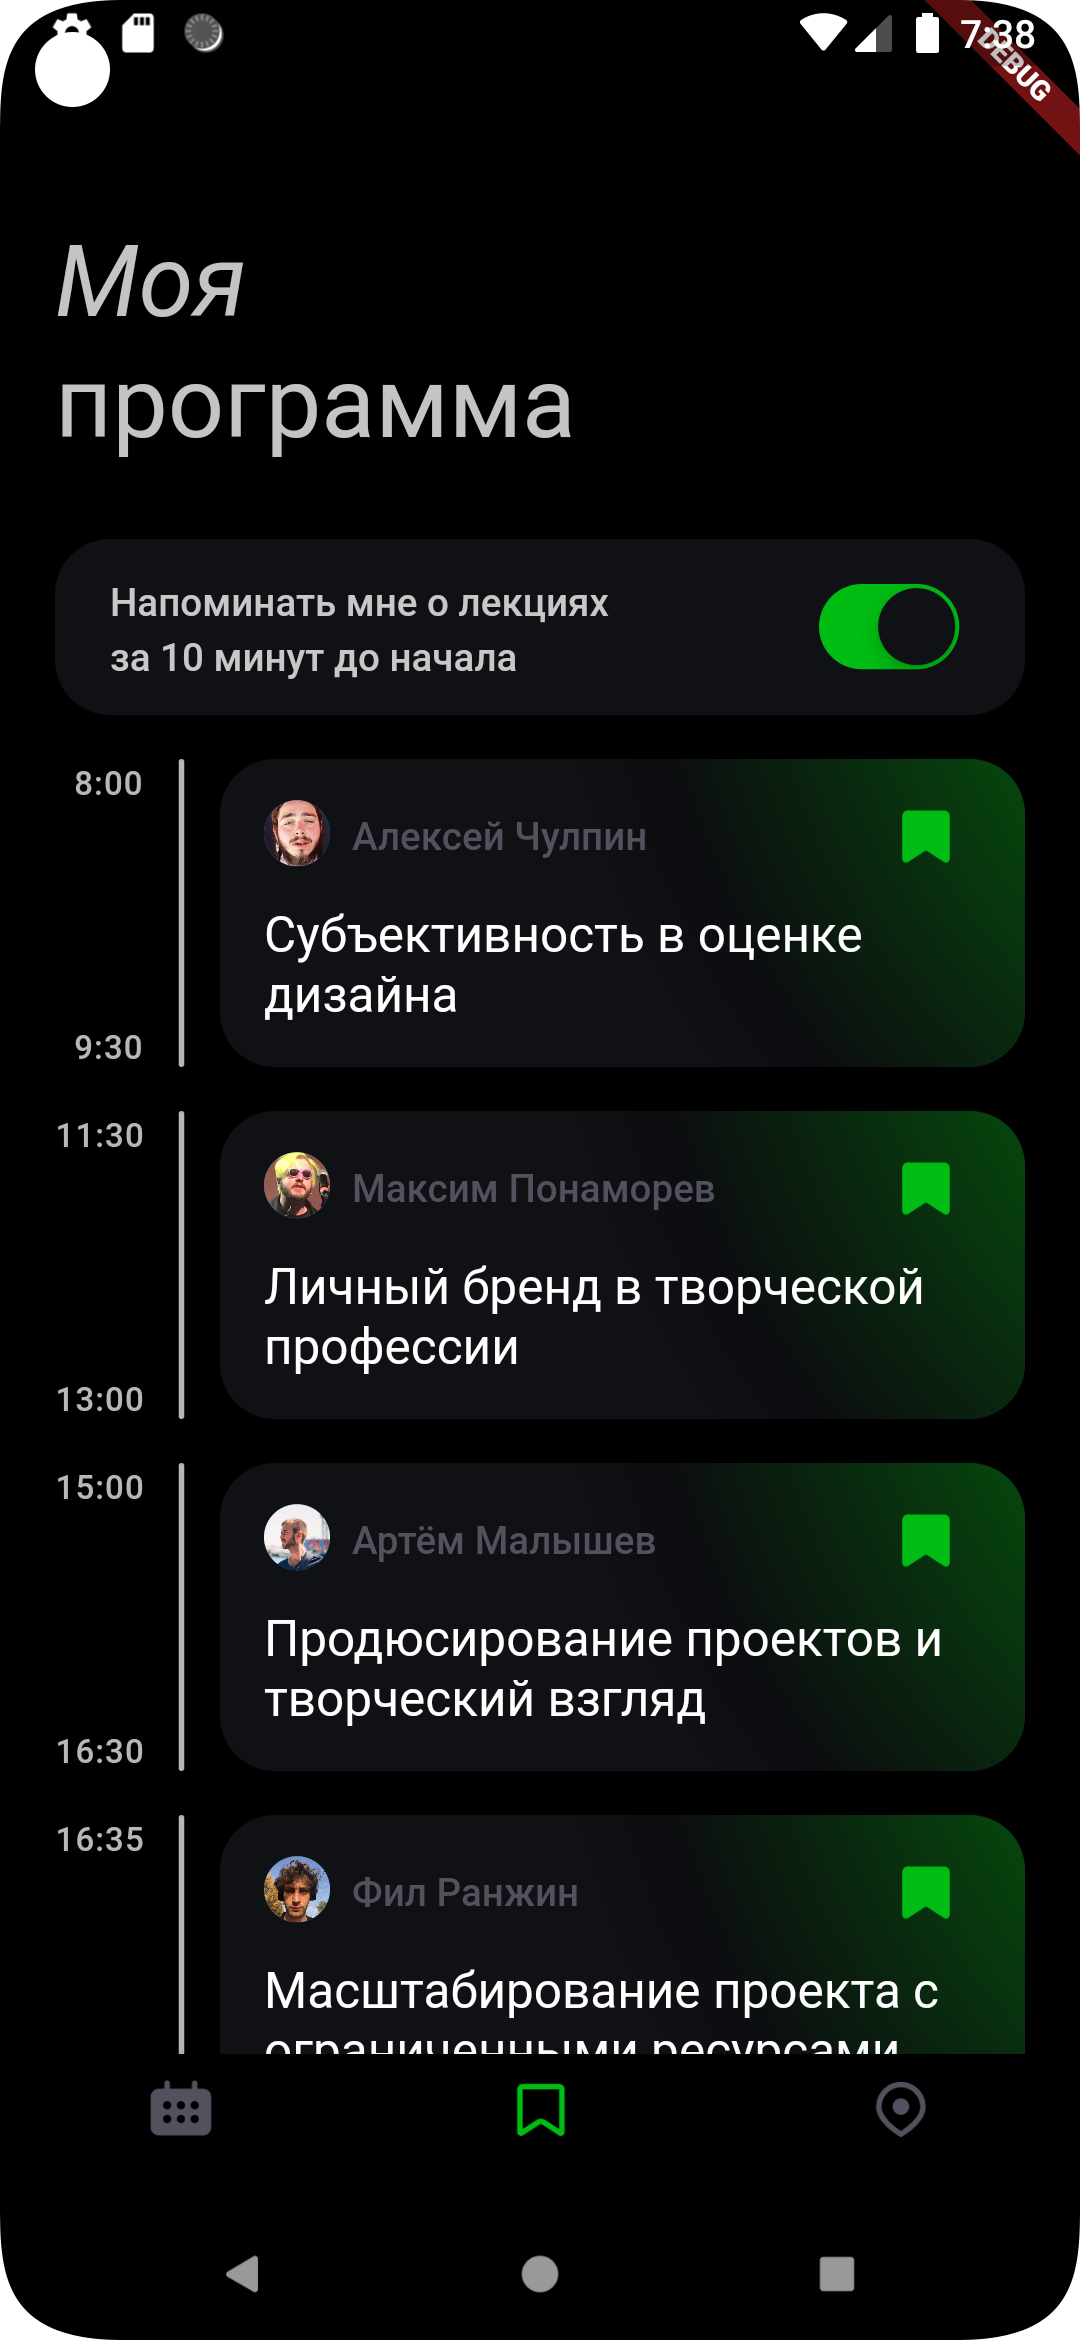 7:38
DEBUG
Моя
программа
Напоминать мне о лекциях
за 10 минут до начала
8:00
Алексей Чулпин
Субъективность в оценке
дизайна
9:30
11:30
Максим Понаморев
Личный бренд в творческой
профессии
13:00
15:00
Артём Малышев
Продюсирование проектов и
творческий взгляд
16:30
16:35
Фил Ранжин
Масштабирование проекта с
ограниченными ресурсами